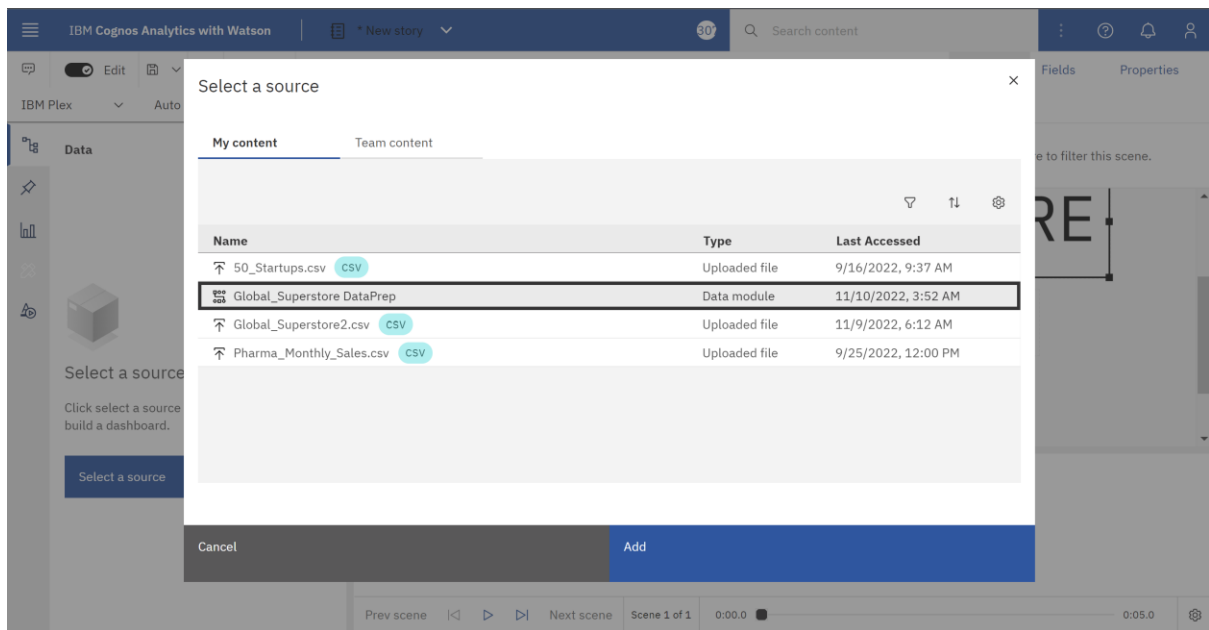 IBM Cognos Analytics with Watson
* New story
30
Search content
Edit
Fields
Properties
IBM Plex
Auto
Select a source
My content
Team content
Data
e to filter this scene.
RE
Name Type Last Accessed
50_Startups.csv CSV Uploaded file 9/16/2022, 9:37 AM
Global_Superstore DataPrep Data module 11/10/2022, 3:52 AM
Global_Superstore2.csv CSV Uploaded file 11/9/2022, 6:12 AM
Pharma_Monthly_Sales.csv CSV Uploaded file 9/25/2022, 12:00 PM
Select a source
Click select a source
build a dashboard.
Select a source
Cancel
Add
Prev scene
Next scene
Scene 1 of 1
0:00.0
0:05.0